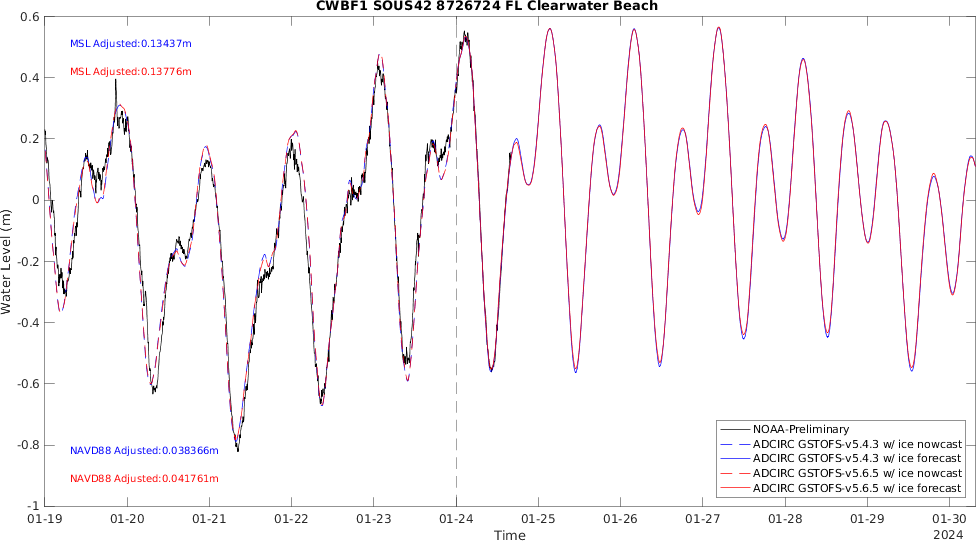 CWBF1 SOUS42 8726724 FL Clearwater Beach
0.6
0.4
0.2
0
-0.2
-0.4
-0.6
-0.8
-1
Water Level (m)
MSL Adjusted:0.13437m
MSL Adjusted:0.13776m
NAVD88 Adjusted:0.038366m
NAVD88 Adjusted:0.041761m
NOAA-Preliminary
ADCIRC GSTOFS-v5.4.3 w/ ice nowcast
ADCIRC GSTOFS-v5.4.3 w/ ice forecast
ADCIRC GSTOFS-v5.6.5 w/ ice nowcast
ADCIRC GSTOFS-v5.6.5 w/ ice forecast
01-19 01-20 01-21 01-22 01-23 01-24 01-25 01-26 01-27 01-28 01-29 01-30
2024
Time